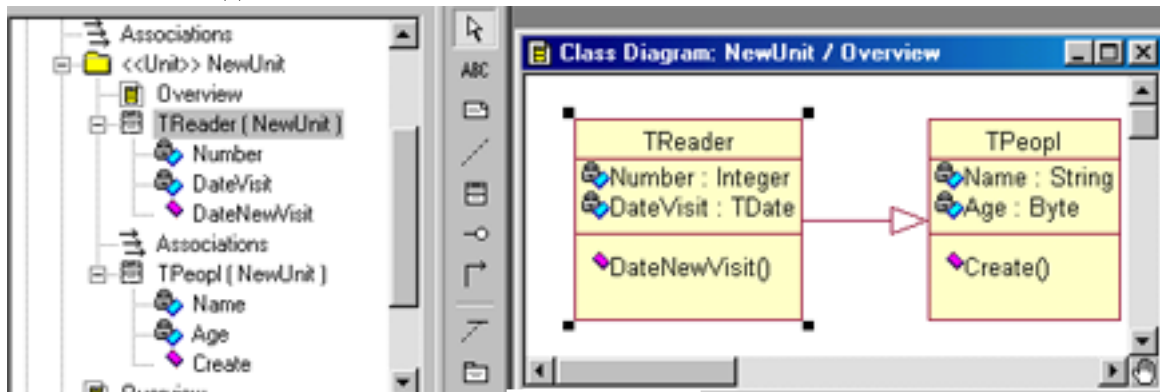 Associations
<<Unit>> NewUnit
Overview
TReader ( NewUnit )
Number
DateVisit
DateNewVisit
Associations
TPeopl ( NewUnit )
Name
Age
Create
Overview
ABC
Class Diagram: NewUnit / Overview
TReader
Number : Integer
DateVisit : TDate
DateNewVisit()
TPeopl
Name : String
Age : Byte
Create()